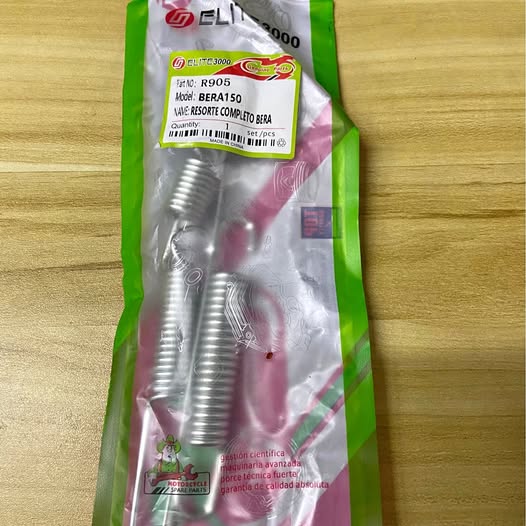 ELITE3000
ELITE3000
Part NO: R905
Model: BERA150
NAME: RESORTE COMPLETO BERA
Quantity: 1 set/pcs
MADE IN CHINA
gestión científica
maquinaria avanzada
porce técnica fuerte
garantía de calidad absoluta
MOTORCYCLE
SPARE PARTS